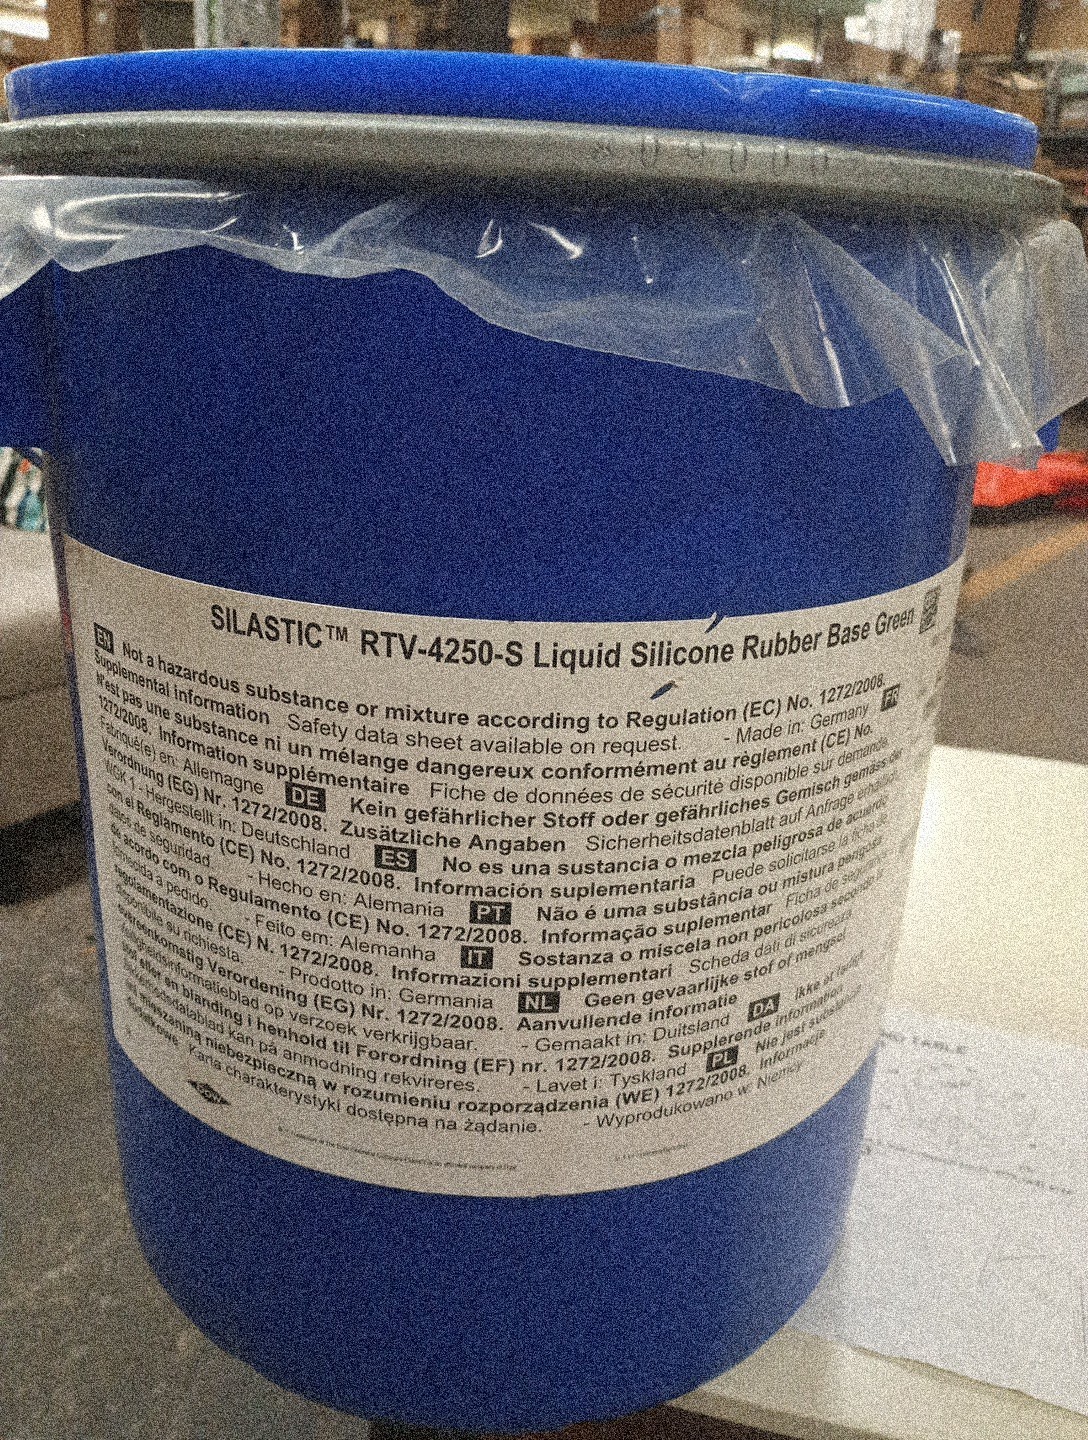 SILASTIC™ RTV-4250-S Liquid Silicone Rubber Base Green
EN Not a hazardous substance or mixture according to Regulation (EC) No. 1272/2008.
Supplemental information Safety data sheet available on request. - Made in: Germany FR
N'est pas une substance ni un mélange dangereux conformément au règlement (CE) No.
1272/2008. Information supplémentaire Fiche de données de sécurité disponible sur demande.
Fabriqué(e) en: Allemagne DE Kein gefährlicher Stoff oder gefährliches Gemisch gemäss der
Verordnung (EG) Nr. 1272/2008. Zusätzliche Angaben Sicherheitsdatenblatt auf Anfrage erhältlich
WGK 1 - Hergestellt in: Deutschland ES No es una sustancia o mezcla peligrosa de acuerdo
con el Reglamento (CE) No. 1272/2008. Información suplementaria Puede solicitarse la ficha de
datos de seguridad. - Hecho en: Alemania PT Não é uma substância ou mistura perigosa
de acordo com o Regulamento (CE) No. 1272/2008. Informação suplementar Ficha de segurança
fornecida a pedido. - Feito em: Alemanha IT Sostanza o miscela non pericolosa secondo il
regolamentazione (CE) N. 1272/2008. Informazioni supplementari Scheda dati di sicurezza
disponibile su richiesta. - Prodotto in: Germania NL Geen gevaarlijke stof of mengsel
overeenkomstig Verordening (EG) Nr. 1272/2008. Aanvullende informatie
Veiligheidsinformatieblad op verzoek verkrijgbaar. - Gemaakt in: Duitsland DA Ikke et farligt
stof eller en blanding i henhold til Forordning (EF) nr. 1272/2008. Supplerende information
Sikkerhedsdatablad kan på anmodning rekvireres. - Lavet i: Tyskland PL Nie jest substancją
ani mieszaniną niebezpieczną w rozumieniu rozporządzenia (WE) 1272/2008. Informacje
dodatkowe Karta charakterystyki dostępna na żądanie. - Wyprodukowano w: Niemcy
DOW
TABLE